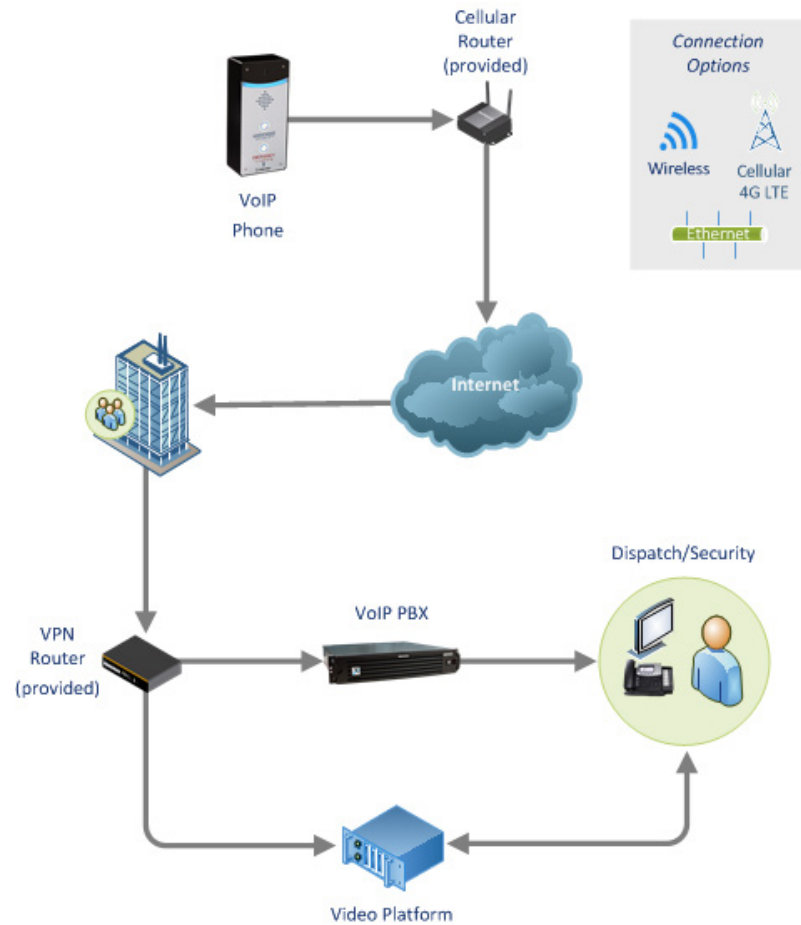 Cellular
Router
(provided)
Connection
Options
Wireless
Cellular
4G LTE
Ethernet
VoIP
Phone
Internet
Dispatch/Security
VoIP PBX
VPN
Router
(provided)
Video Platform